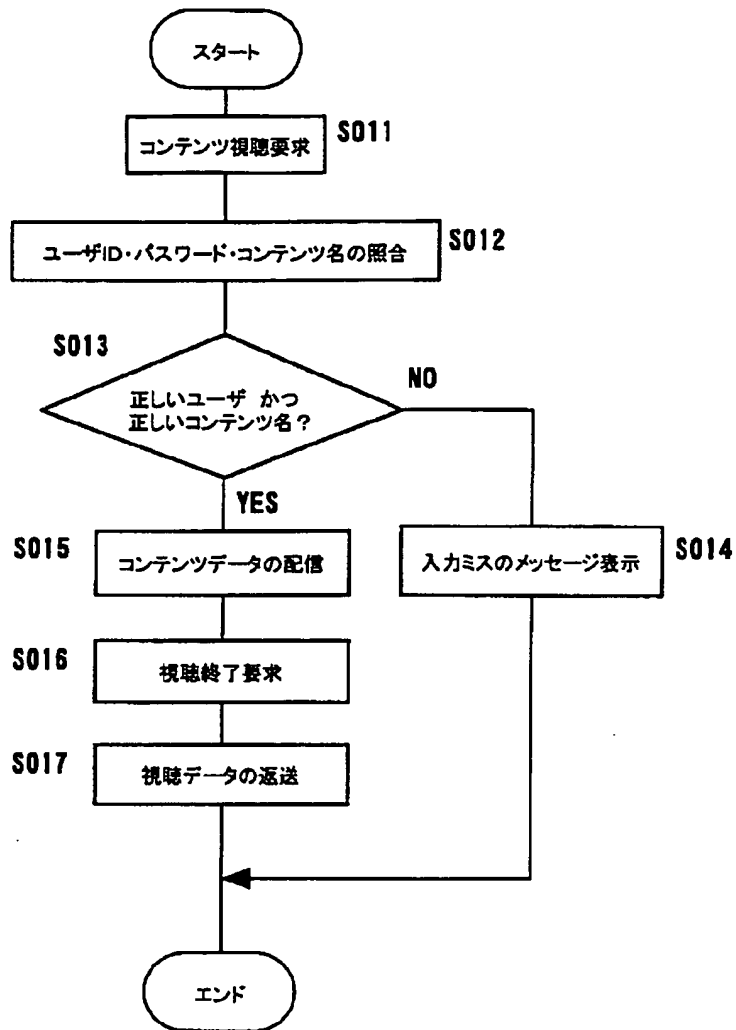 スタート
コンテンツ視聴要求
S011
ユーザID・パスワード・コンテンツ名の照合
S012
S013
正しいユーザ かつ
正しいコンテンツ名？
NO
YES
S015
コンテンツデータの配信
入力ミスのメッセージ表示
S014
S016
視聴終了要求
S017
視聴データの返送
エンド